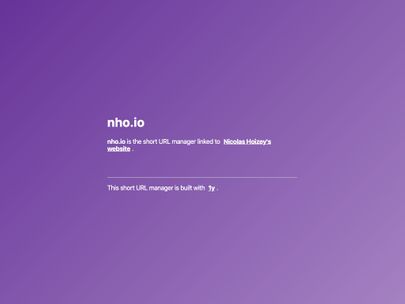 nho.io
nho.io is the short URL manager linked to Nicolas Hoizey's
website .
This short URL manager is built with 1y .